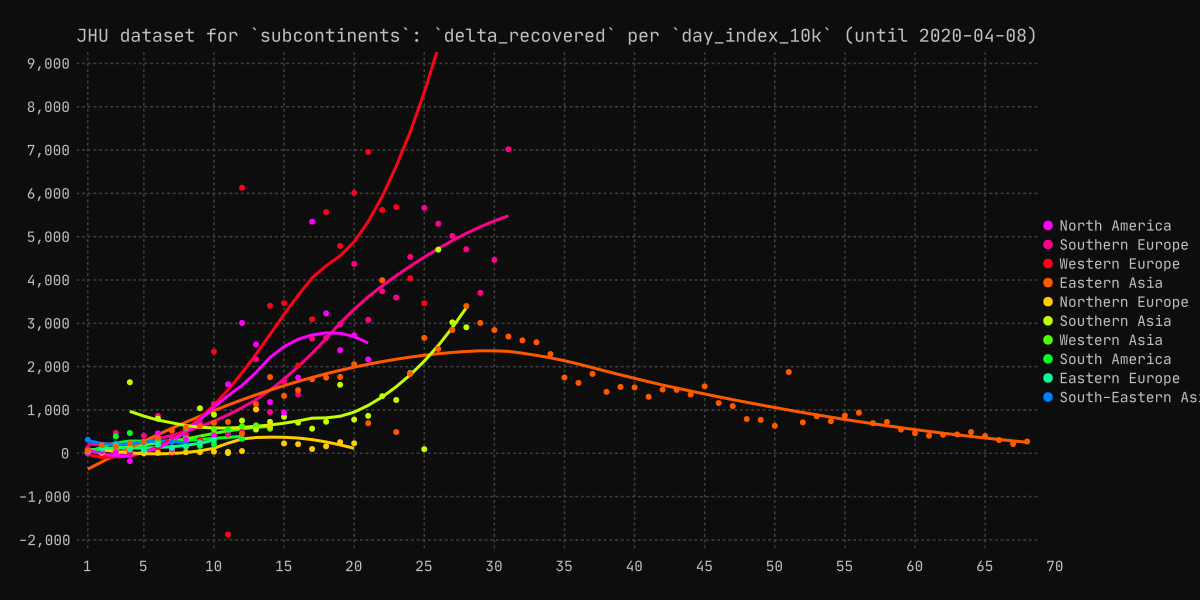 JHU dataset for `subcontinents`: `delta_recovered` per `day_index_10k` (until 2020-04-08)
9,000
8,000
7,000
6,000
5,000
4,000
3,000
2,000
1,000
0
-1,000
-2,000
1 5 10 15 20 25 30 35 40 45 50 55 60 65 70
North America
Southern Europe
Western Europe
Eastern Asia
Northern Europe
Southern Asia
Western Asia
South America
Eastern Europe
South-Eastern As